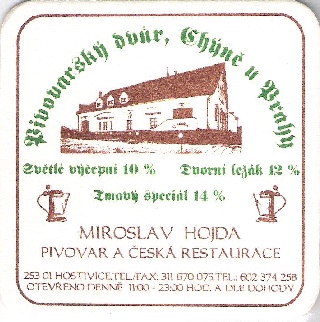 Pivovarský dvůr, Chýně u Prahy
Světlé výčepní 10 % Dvorní ležák 12 %
Tmavý speciál 14 %
MIROSLAV HOJDA
PIVOVAR A ČESKÁ RESTAURACE
253 01 HOSTIVICE,TEL./FAX: 311 670 075,TEL.: 602 374 258
OTEVŘENO DENNĚ 11:00 - 23:00 HOD. A DLE DOHODY